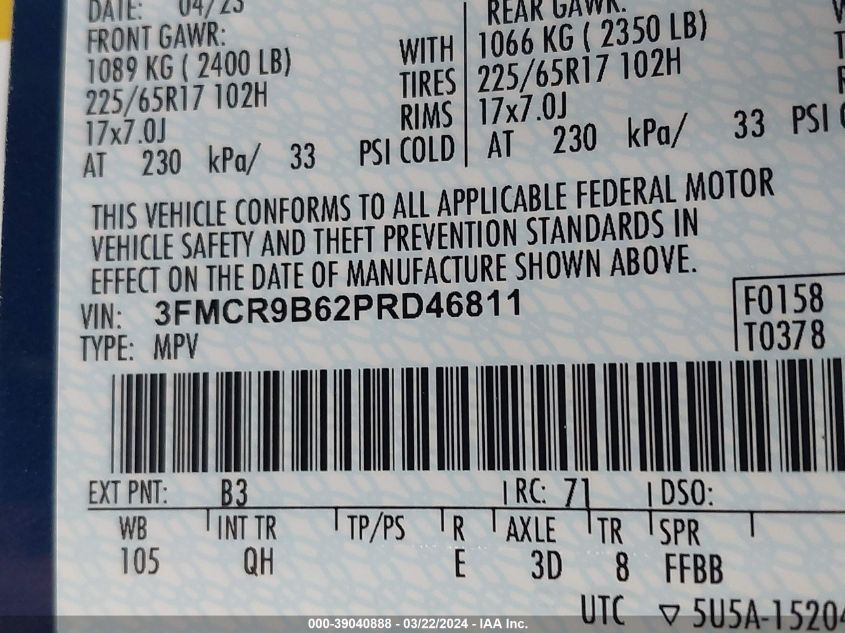 DATE: 04/23
FRONT GAWR:
1089 KG ( 2400 LB)
225/65R17 102H
17x7.0J
AT 230 kPa/ 33 PSI COLD
WITH
TIRES
RIMS
REAR GAWR:
1066 KG ( 2350 LB)
225/65R17 102H
17x7.0J
AT 230 kPa/ 33 PSI
THIS VEHICLE CONFORMS TO ALL APPLICABLE FEDERAL MOTOR
VEHICLE SAFETY AND THEFT PREVENTION STANDARDS IN
EFFECT ON THE DATE OF MANUFACTURE SHOWN ABOVE.
VIN: 3FMCR9B62PRD46811
TYPE: MPV
F0158
T0378
EXT PNT: B3 RC: 71 DSO:
WB INT TR TP/PS R AXLE TR SPR
105 QH E 3D 8 FFBB
UTC ▽ 5U5A-15204
000-39040888 - 03/22/2024 - IAA Inc.